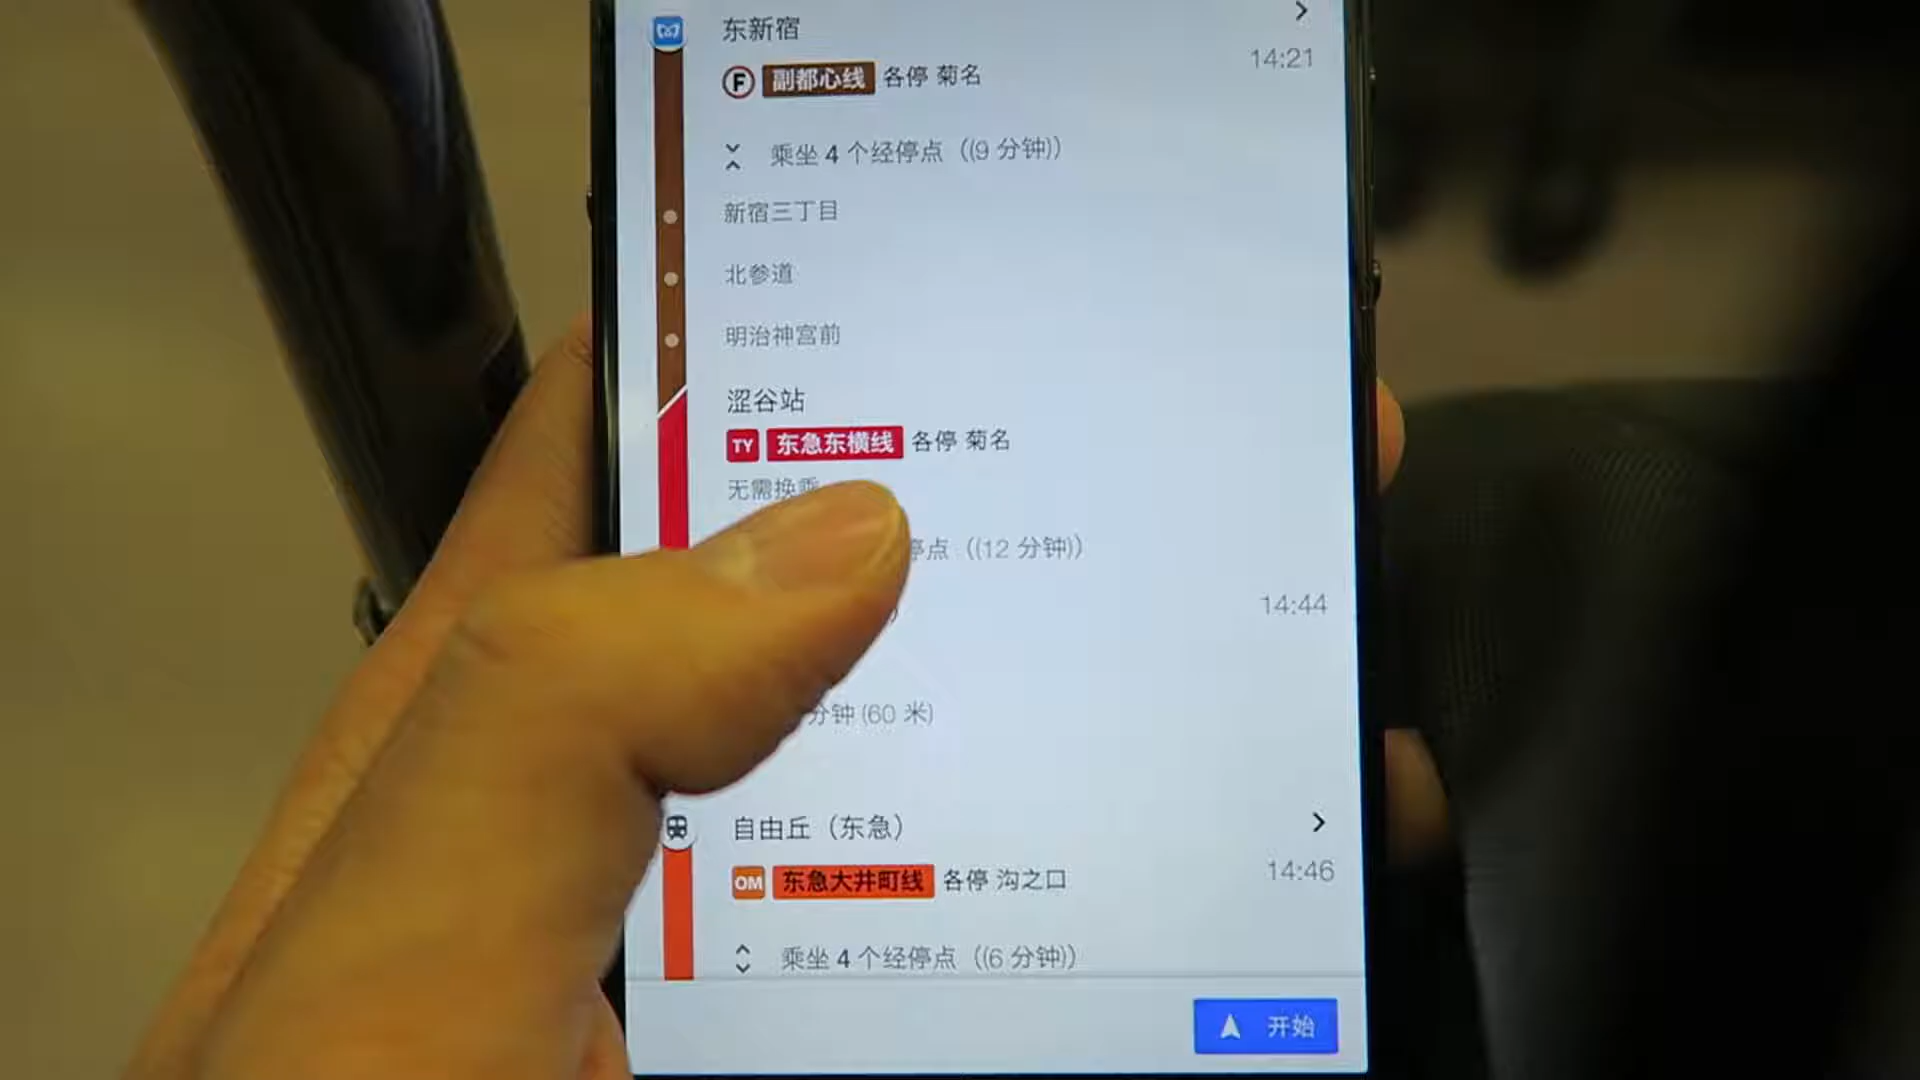 东新宿
14:21
F 副都心线 各停 菊名
乘坐 4 个经停点 ((9 分钟))
新宿三丁目
北参道
明治神宫前
涩谷站
TY 东急东横线 各停 菊名
无需换乘
停点 ((12 分钟))
14:44
分钟 (60 米)
自由丘（东急）
14:46
OM 东急大井町线 各停 沟之口
乘坐 4 个经停点 ((6 分钟))
开始